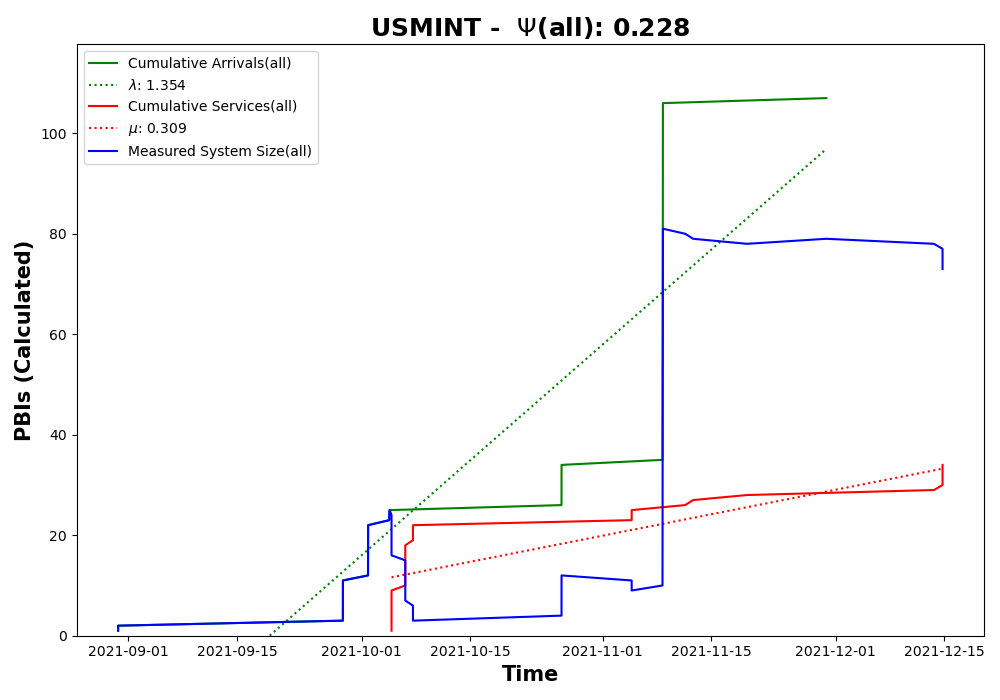 USMINT - Ψ(all): 0.228
Cumulative Arrivals(all)
λ: 1.354
Cumulative Services(all)
μ: 0.309
Measured System Size(all)
PBIs (Calculated)
100
80
60
40
20
0
2021-09-01 2021-09-15 2021-10-01 2021-10-15 2021-11-01 2021-11-15 2021-12-01 2021-12-15
Time